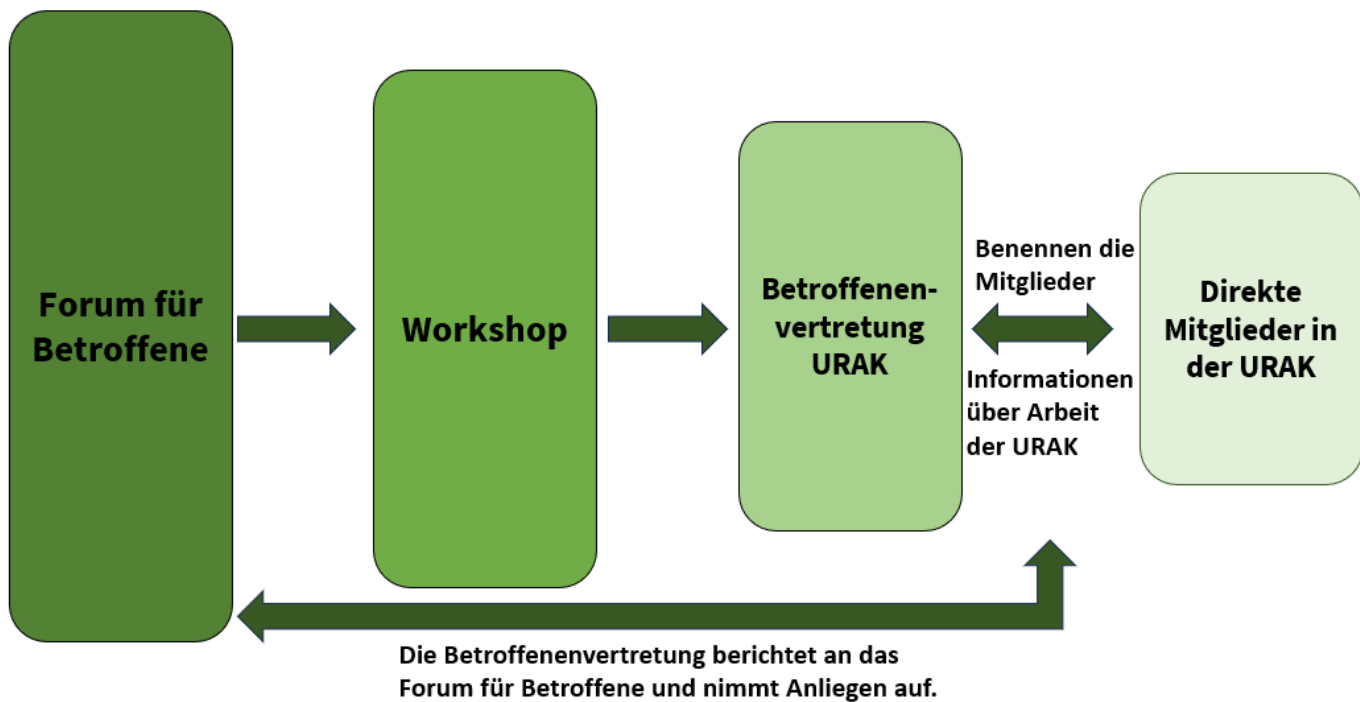 Forum für
Betroffene
Workshop
Betroffenen-
vertretung
URAK
Benennen die
Mitglieder
Informationen
über Arbeit
der URAK
Direkte
Mitglieder in
der URAK
Die Betroffenenvertretung berichtet an das
Forum für Betroffene und nimmt Anliegen auf.